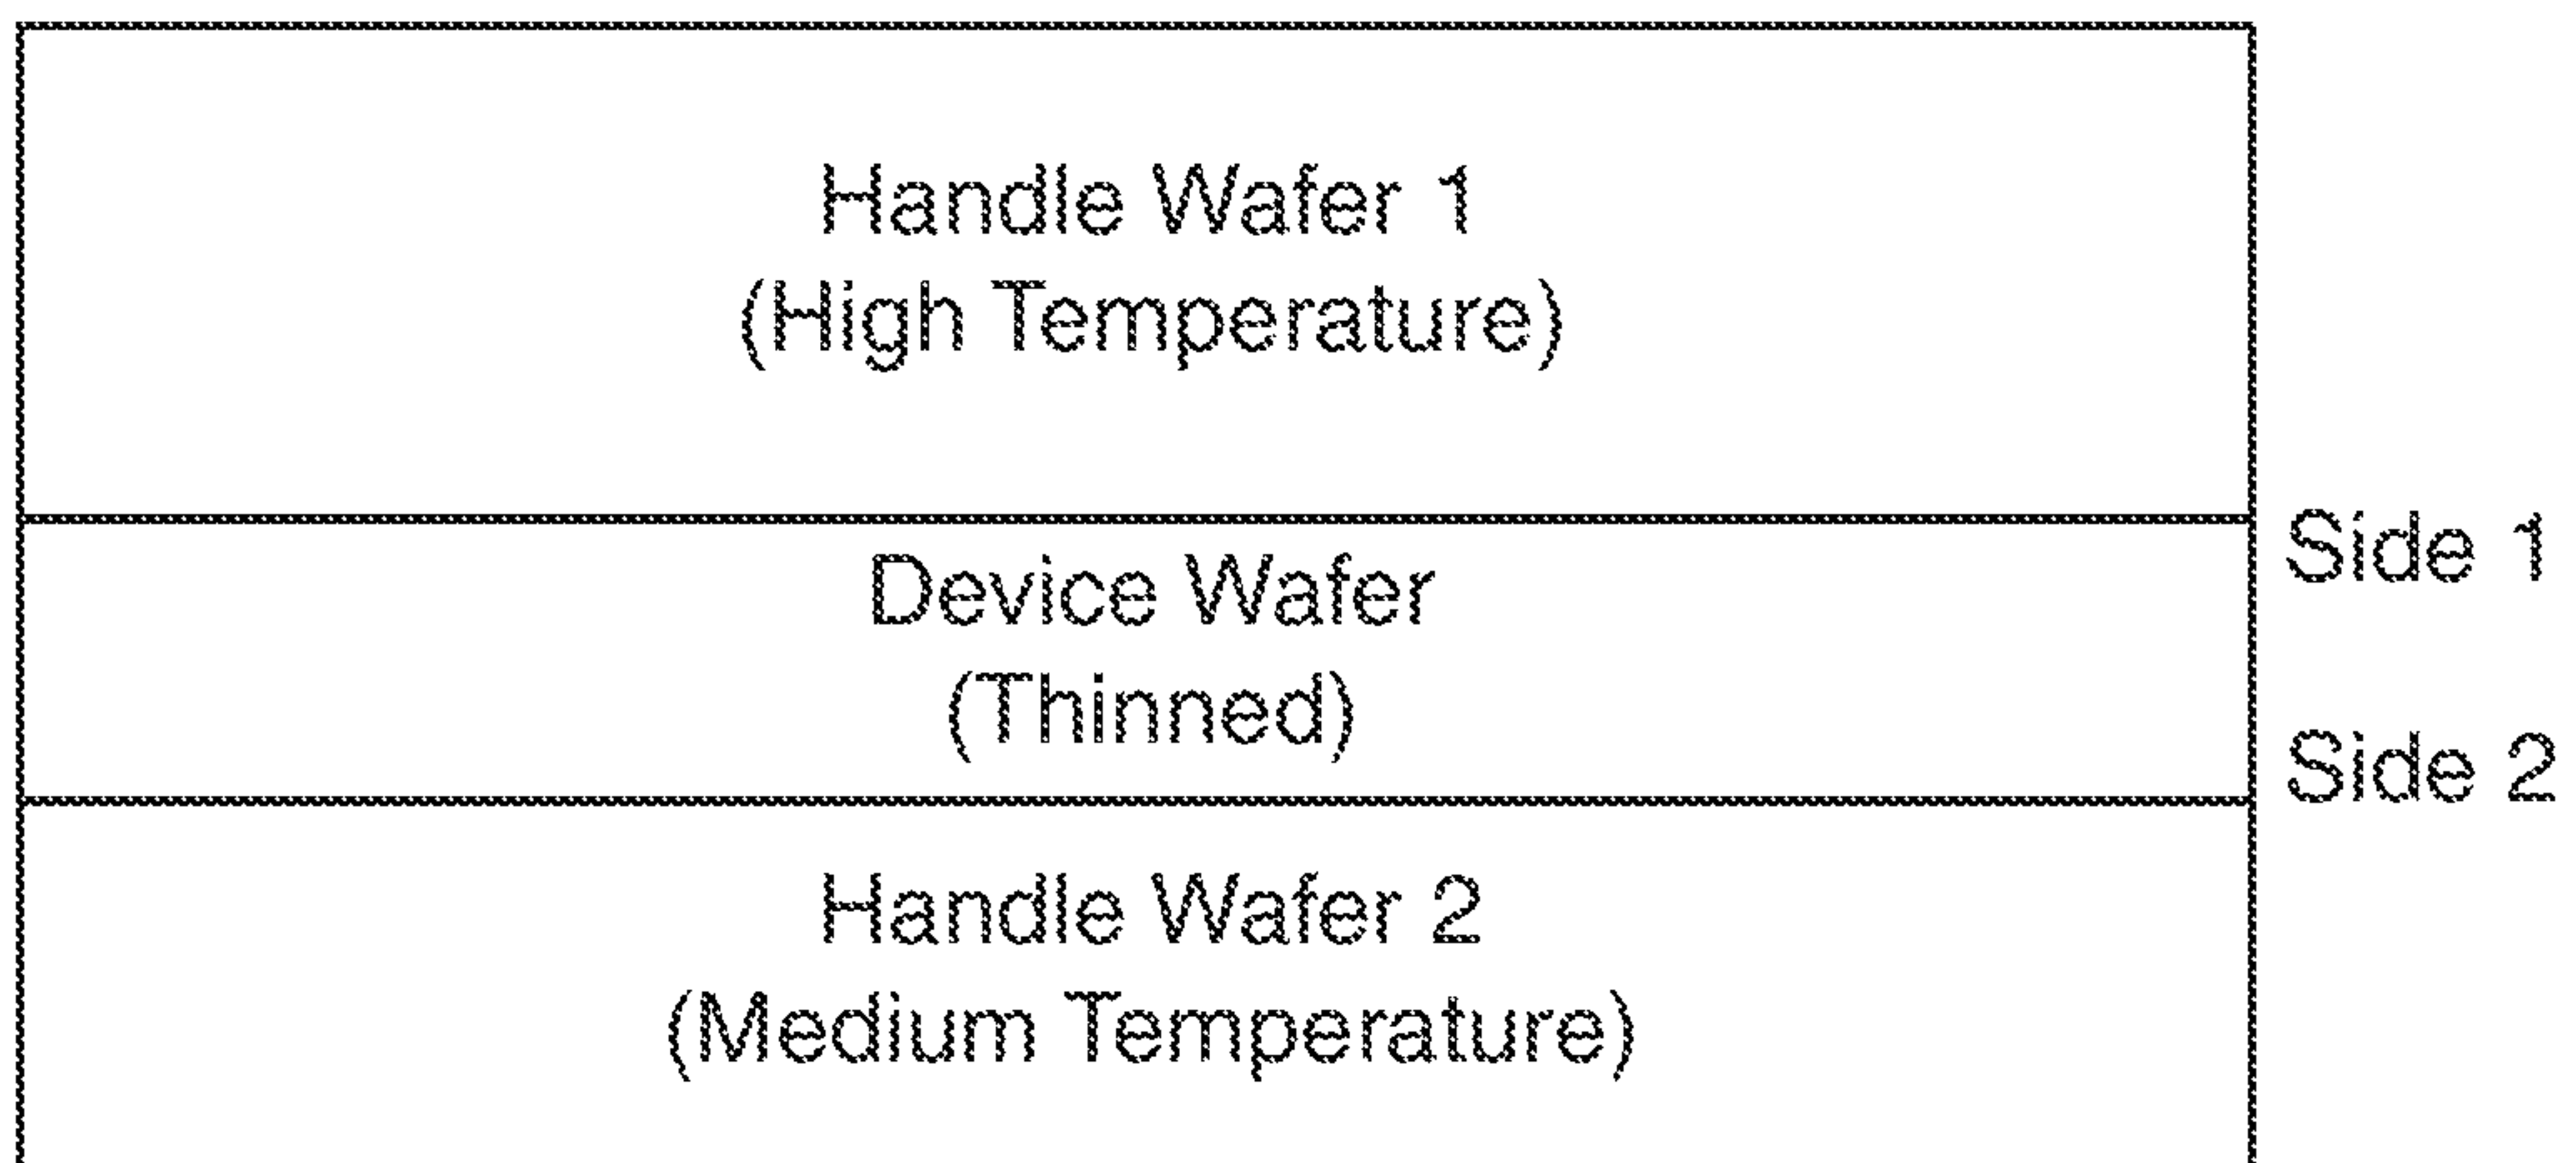 Handle Wafer 1
(High Temperature)
Side 1
Device Wafer
(Thinned)
Side 2
Handle Wafer 2
(Medium Temperature)